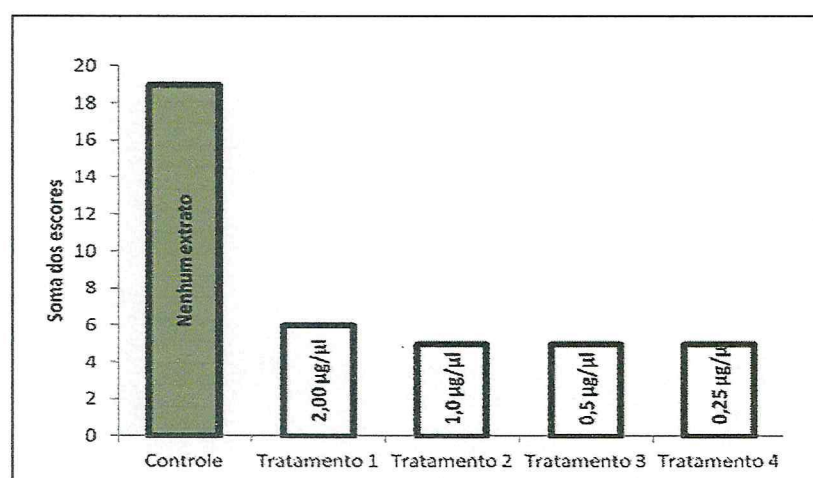 Soma dos escores
20
18
16
14
12
10
8
6
4
2
0
Nenhum extrato
2,00 µg/µl
1,0 µg/µl
0,5 µg/µl
0,25 µg/µl
Controle Tratamento 1 Tratamento 2 Tratamento 3 Tratamento 4